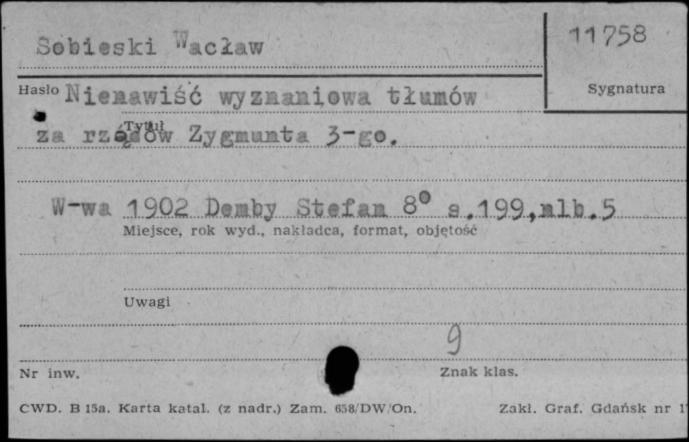 Sobieski Wacław
11758
Hasło Nienawiść wyznaniowa tłumów
Sygnatura
Tytuł
za rządów Zygmunta 3-go.
W-wa 1902 Demby Stefan 8° s.199,nlb.5
Miejsce, rok wyd., nakładca, format, objętość
Uwagi
9
Nr inw.
Znak klas.
CWD. B 15a. Karta katal. (z nadr.) Zam. 658/DW/On.
Zakł. Graf. Gdańsk nr